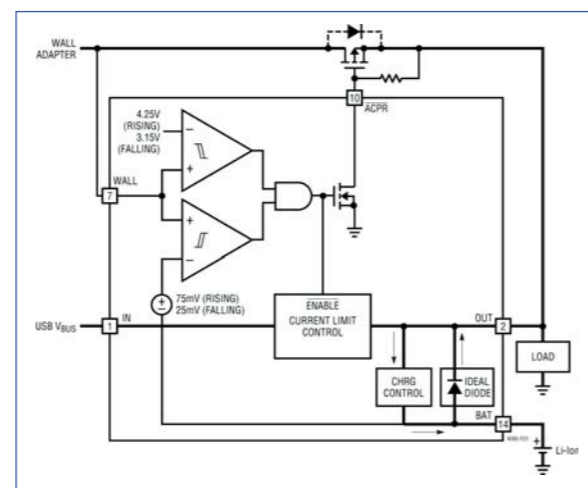 WALL
ADAPTER
10
ACPR
4.25V
(RISING)
3.15V
(FALLING)
−
+
WALL
7
+
−
+
−
75mV (RISING)
25mV (FALLING)
USB VBUS
1
IN
ENABLE
CURRENT LIMIT
CONTROL
OUT
2
LOAD
CHRG
CONTROL
IDEAL
DIODE
BAT
14
+
Li-Ion